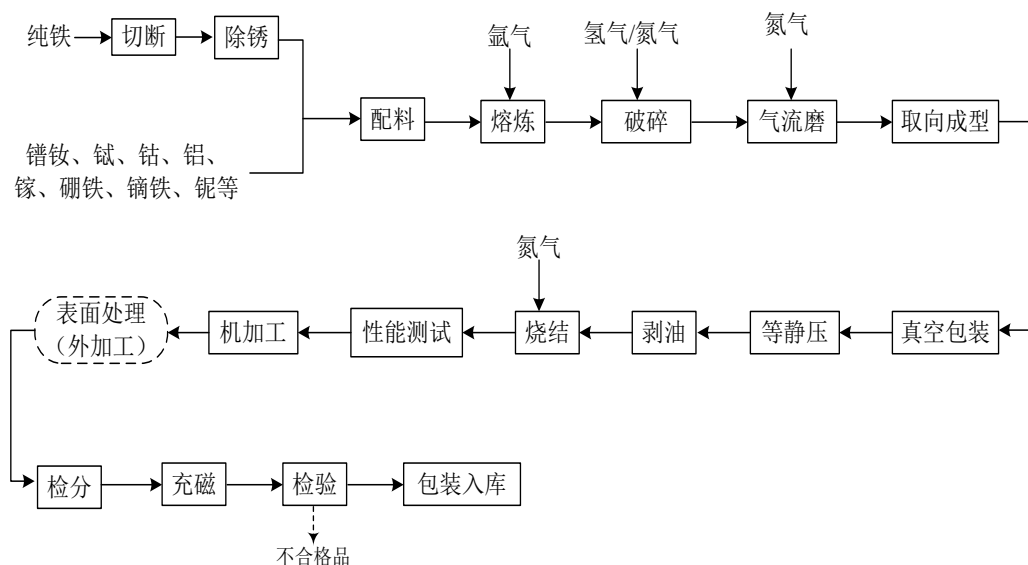 纯铁
切断
除锈
氩气
氢气/氮气
氮气
配料
熔炼
破碎
气流磨
取向成型
镨钕、铽、钴、铝、
镓、硼铁、镝铁、铌等
氮气
表面处理
（外加工）
机加工
性能测试
烧结
剥油
等静压
真空包装
检分
充磁
检验
包装入库
不合格品